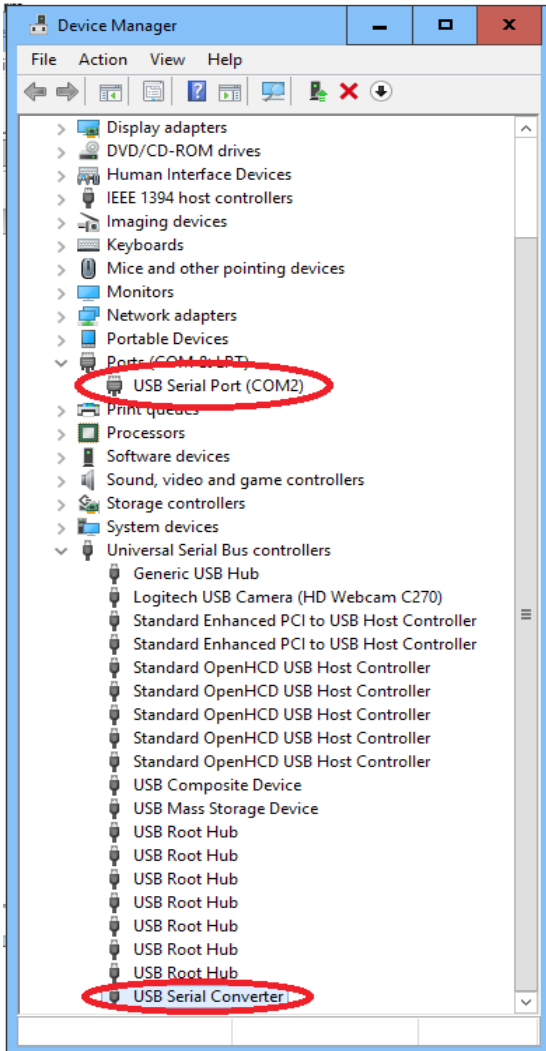 Device Manager
File Action View Help
Display adapters
DVD/CD-ROM drives
Human Interface Devices
IEEE 1394 host controllers
Imaging devices
Keyboards
Mice and other pointing devices
Monitors
Network adapters
Portable Devices
Ports (COM & LPT)
USB Serial Port (COM2)
Print queues
Processors
Software devices
Sound, video and game controllers
Storage controllers
System devices
Universal Serial Bus controllers
Generic USB Hub
Logitech USB Camera (HD Webcam C270)
Standard Enhanced PCI to USB Host Controller
Standard Enhanced PCI to USB Host Controller
Standard OpenHCD USB Host Controller
Standard OpenHCD USB Host Controller
Standard OpenHCD USB Host Controller
Standard OpenHCD USB Host Controller
Standard OpenHCD USB Host Controller
USB Composite Device
USB Mass Storage Device
USB Root Hub
USB Root Hub
USB Root Hub
USB Root Hub
USB Root Hub
USB Root Hub
USB Root Hub
USB Serial Converter